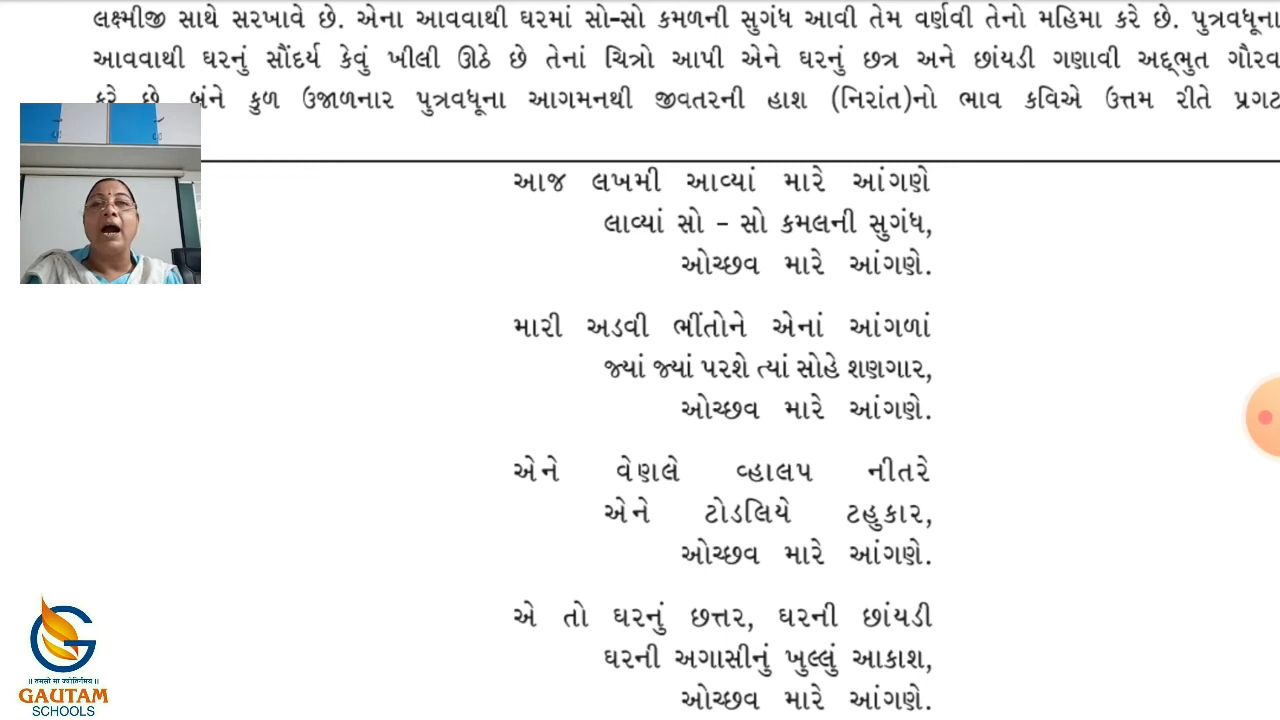 લક્ષ્મીજી સાથે સરખાવે છે. એના આવવાથી ઘરમાં સો-સો કમળની સુગંધ આવી તેમ વર્ણવી તેનો મહિમા કરે છે. પુત્રવધૂના
આવવાથી ઘરનું સૌંદર્ય કેવું ખીલી ઊઠે છે તેનાં ચિત્રો આપી એને ઘરનું છત્ર અને છાંયડી ગણાવી અદ્ભુત ગૌરવ
કરે છે. બંને કુળ ઉજાળનાર પુત્રવધૂના આગમનથી જીવતરની હાશ (નિરાંત)નો ભાવ કવિએ ઉત્તમ રીતે પ્રગટ
આજ લખમી આવ્યાં મારે આંગણે
લાવ્યાં સો - સો કમલની સુગંધ,
ઓચ્છવ મારે આંગણે.
મારી અડવી ભીંતોને એનાં આંગળાં
જ્યાં જ્યાં પરશે ત્યાં સોહે શણગાર,
ઓચ્છવ મારે આંગણે.
એને વેણલે વ્હાલપ નીતરે
એને ટોડલિયે ટહુકાર,
ઓચ્છવ મારે આંગણે.
એ તો ઘરનું છત્તર, ઘરની છાંયડી
ઘરની અગાસીનું ખુલ્લું આકાશ,
ઓચ્છવ મારે આંગણે.
|| तमसो मा ज्योतिर्गमय ||
GAUTAM
SCHOOLS